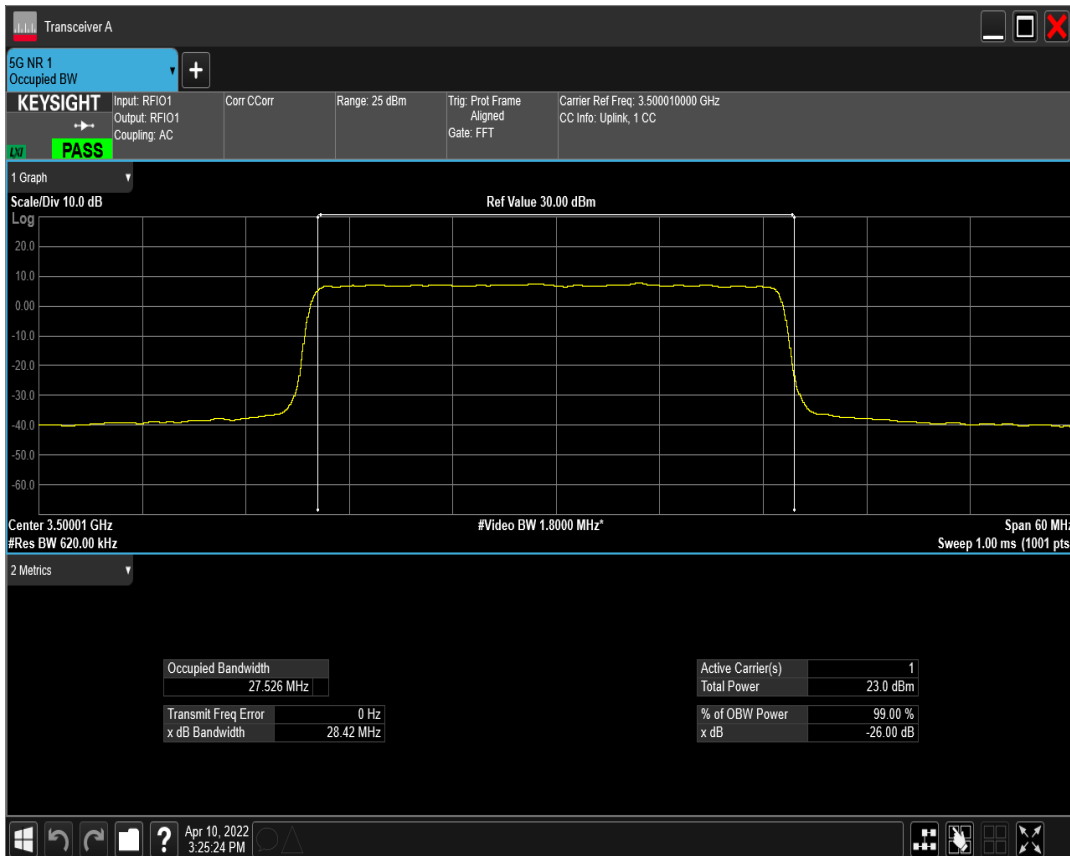 Transceiver A
5G NR 1
Occupied BW
+
KEYSIGHT
LXI
PASS
Input: RFIO1
Output: RFIO1
Coupling: AC
Corr CCorr
Range: 25 dBm
Trig: Prot Frame
Aligned
Gate: FFT
Carrier Ref Freq: 3.500010000 GHz
CC Info: Uplink, 1 CC
1 Graph
Scale/Div 10.0 dB
Ref Value 30.00 dBm
Log
20.0
10.0
0.00
-10.0
-20.0
-30.0
-40.0
-50.0
-60.0
Center 3.50001 GHz
#Video BW 1.8000 MHz*
Span 60 MHz
#Res BW 620.00 kHz
Sweep 1.00 ms (1001 pts
2 Metrics
Occupied Bandwidth
27.526 MHz
Transmit Freq Error 0 Hz
x dB Bandwidth 28.42 MHz
Active Carrier(s) 1
Total Power 23.0 dBm
% of OBW Power 99.00 %
x dB -26.00 dB
?
Apr 10, 2022
3:25:24 PM